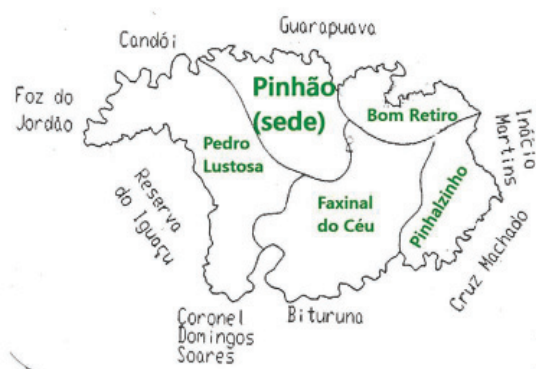 Guarapuava
Candói
Pinhão
(sede)
Foz do
Jordão
Bom Retiro
Inácio
Martins
Pedro
Lustosa
Reserva
do Iguaçu
Faxinal
do Céu
Pinhalzinho
Cruz Machado
Coronel
Domingos
Soares
Bituruna